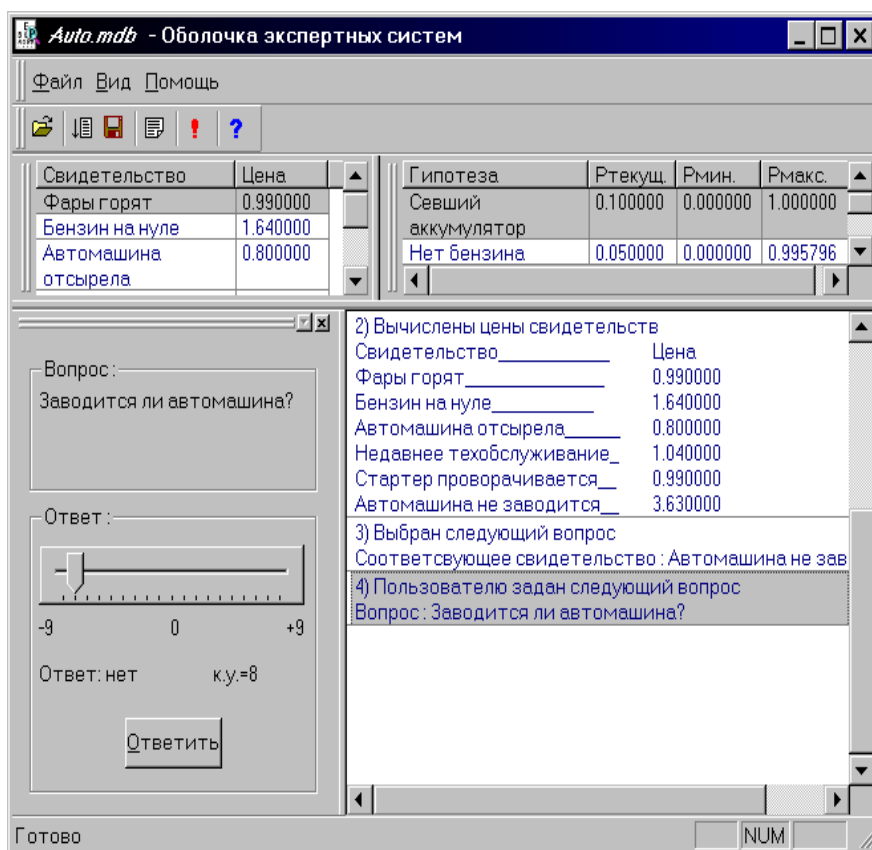 Auto.mdb - Оболочка экспертных систем
Файл Вид Помощь
Свидетельство Цена
Фары горят 0.990000
Бензин на нуле 1.640000
Автомашина 0.800000
отсырела
Гипотеза Pтекущ. Pмин. Pмакс.
Севший 0.100000 0.000000 1.000000
аккумулятор
Нет бензина 0.050000 0.000000 0.995796
Вопрос:
Заводится ли автомашина?
Ответ:
-9 0 +9
Ответ: нет к.у.=8
Ответить
2) Вычислены цены свидетельств
Свидетельство__________ Цена
Фары горят_____________ 0.990000
Бензин на нуле__________ 1.640000
Автомашина отсырела_____ 0.800000
Недавнее техобслуживание_ 1.040000
Стартер проворачивается__ 0.990000
Автомашина не заводится__ 3.630000
3) Выбран следующий вопрос
Соответсвующее свидетельство : Автомашина не зав
4) Пользователю задан следующий вопрос
Вопрос : Заводится ли автомашина?
Готово NUM